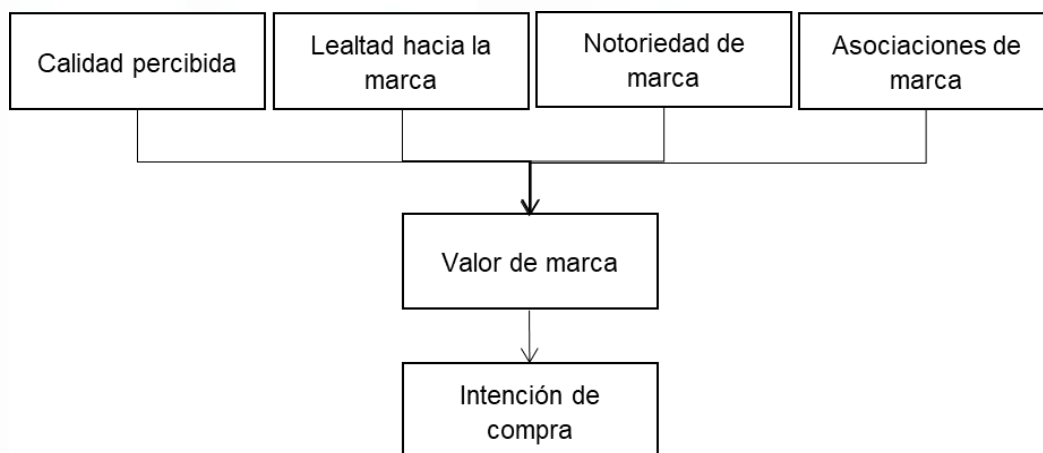 Calidad percibida
Lealtad hacia la
marca
Notoriedad de
marca
Asociaciones de
marca
Valor de marca
Intención de
compra